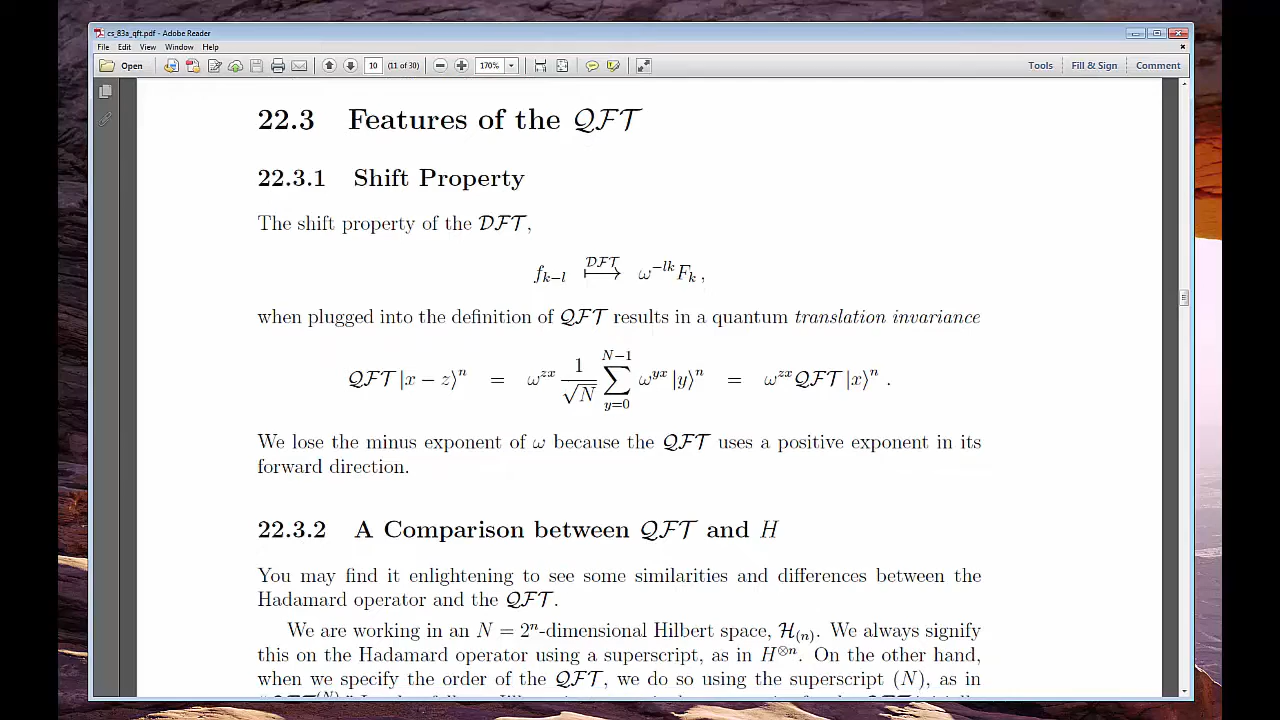 cs_83a_qft.pdf - Adobe Reader
File Edit View Window Help
Open 10 (11 of 30) 170% Tools Fill & Sign Comment
22.3 Features of the 𝒬ℱ𝒯
22.3.1 Shift Property
The shift property of the 𝒟ℱ𝒯,
f_{k−l} ⟼^{𝒟ℱ𝒯} ω^{−lk} F_k ,
when plugged into the definition of 𝒬ℱ𝒯 results in a quantum translation invariance
𝒬ℱ𝒯 |x − z⟩^n = ω^{zx} \frac{1}{\sqrt{N}} \sum_{y=0}^{N−1} ω^{yx} |y⟩^n = ω^{zx} 𝒬ℱ𝒯 |x⟩^n .
We lose the minus exponent of ω because the 𝒬ℱ𝒯 uses a positive exponent in its
forward direction.
22.3.2 A Comparison between 𝒬ℱ𝒯 and H
You may find it enlightening to see some similarities and differences between the
Hadamard operator and the 𝒬ℱ𝒯.
We are working in an N = 2^n-dimensional Hilbert space, ℋ_{(n)}. We always signify
this on the Hadamard operator using a superscript, as in H^{⊗n}. On the other hand,
when we specify the order of the 𝒬ℱ𝒯, we do so using the superscript (N), as in